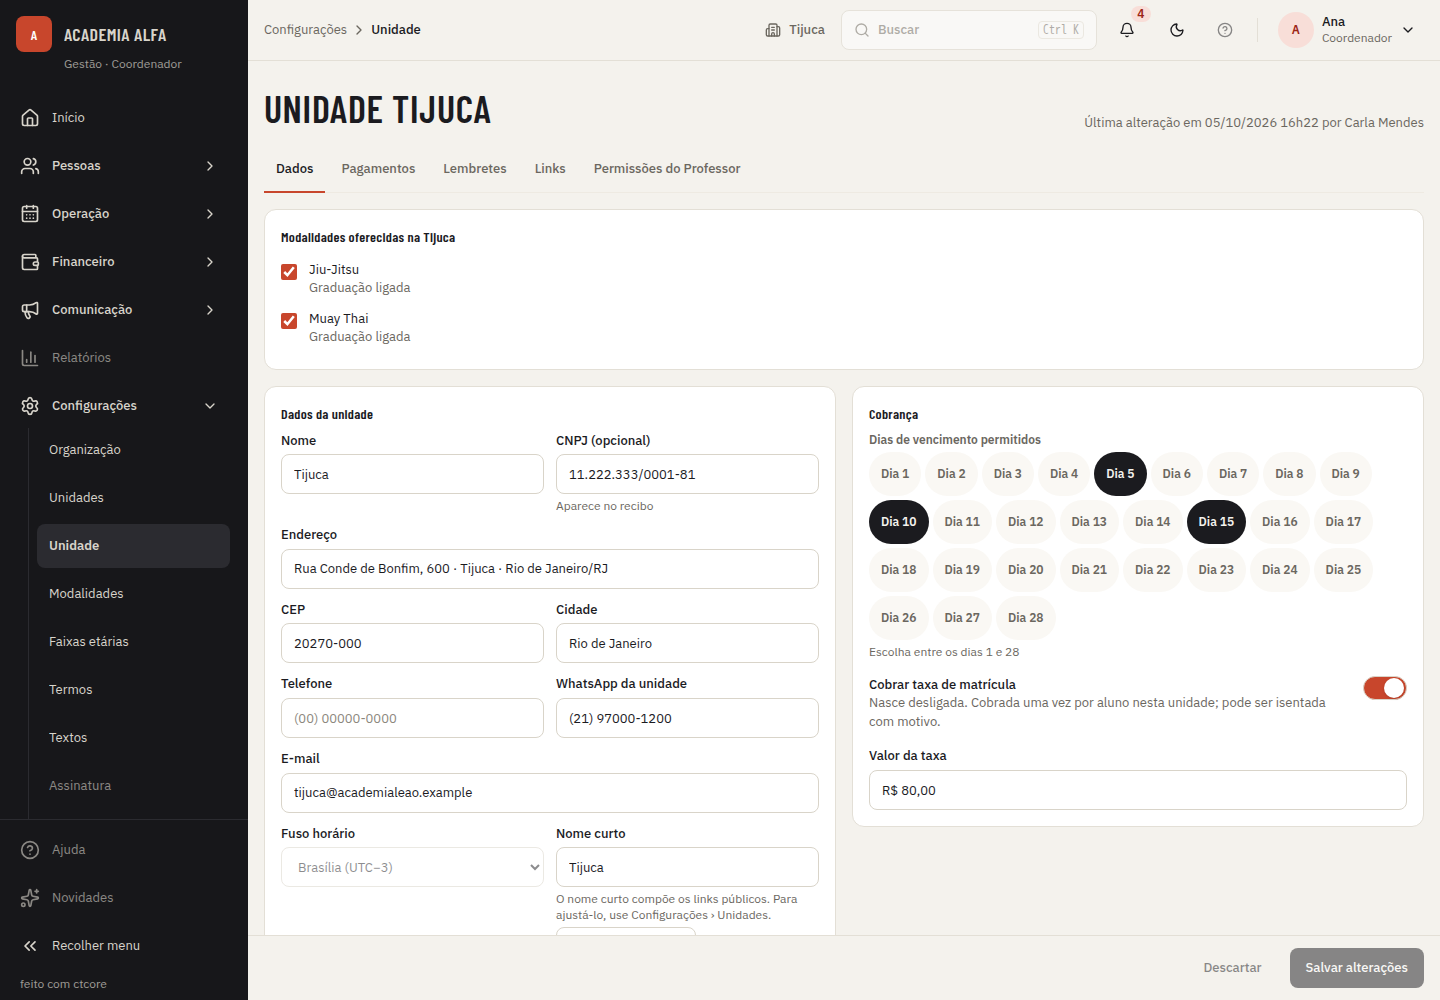 A
ACADEMIA ALFA
Gestão · Coordenador
Início
Pessoas
Operação
Financeiro
Comunicação
Relatórios
Configurações
Organização
Unidades
Unidade
Modalidades
Faixas etárias
Termos
Textos
Assinatura
Ajuda
Novidades
Recolher menu
feito com ctcore
Configurações > Unidade
Tijuca
Buscar
Ctrl K
4
A
Ana
Coordenador
UNIDADE TIJUCA
Última alteração em 05/10/2026 16h22 por Carla Mendes
Dados
Pagamentos
Lembretes
Links
Permissões do Professor
Modalidades oferecidas na Tijuca
Jiu-Jitsu
Graduação ligada
Muay Thai
Graduação ligada
Dados da unidade
Nome
CNPJ (opcional)
Tijuca
11.222.333/0001-81
Aparece no recibo
Endereço
Rua Conde de Bonfim, 600 · Tijuca · Rio de Janeiro/RJ
CEP
Cidade
20270-000
Rio de Janeiro
Telefone
WhatsApp da unidade
(00) 00000-0000
(21) 97000-1200
E-mail
tijuca@academialeao.example
Fuso horário
Nome curto
Brasília (UTC−3)
Tijuca
O nome curto compõe os links públicos. Para
ajustá-lo, use Configurações › Unidades.
Cobrança
Dias de vencimento permitidos
Dia 1 Dia 2 Dia 3 Dia 4 Dia 5 Dia 6 Dia 7 Dia 8 Dia 9
Dia 10 Dia 11 Dia 12 Dia 13 Dia 14 Dia 15 Dia 16 Dia 17
Dia 18 Dia 19 Dia 20 Dia 21 Dia 22 Dia 23 Dia 24 Dia 25
Dia 26 Dia 27 Dia 28
Escolha entre os dias 1 e 28
Cobrar taxa de matrícula
Nasce desligada. Cobrada uma vez por aluno nesta unidade; pode ser isentada
com motivo.
Valor da taxa
R$ 80,00
Descartar
Salvar alterações